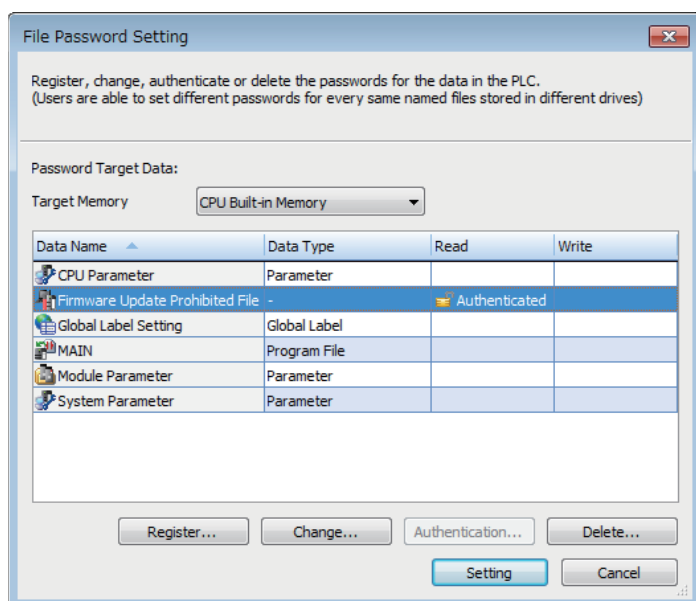 File Password Setting
Register, change, authenticate or delete the passwords for the data in the PLC.
(Users are able to set different passwords for every same named files stored in different drives)
Password Target Data:
Target Memory CPU Built-in Memory
Data Name Data Type Read Write
CPU Parameter Parameter
Firmware Update Prohibited File - Authenticated
Global Label Setting Global Label
MAIN Program File
Module Parameter Parameter
System Parameter Parameter
Register... Change... Authentication... Delete...
Setting Cancel